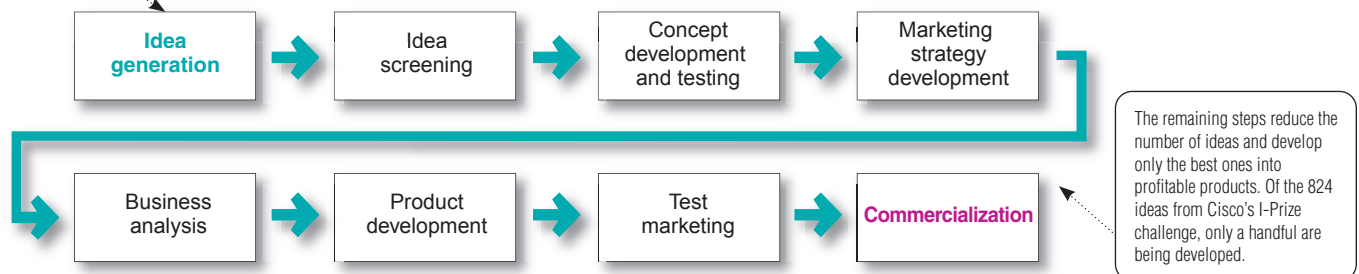 Idea
generation
Idea
screening
Concept
development
and testing
Marketing
strategy
development
Business
analysis
Product
development
Test
marketing
Commercialization
The remaining steps reduce the
number of ideas and develop
only the best ones into
profitable products. Of the 824
ideas from Cisco’s I-Prize
challenge, only a handful are
being developed.